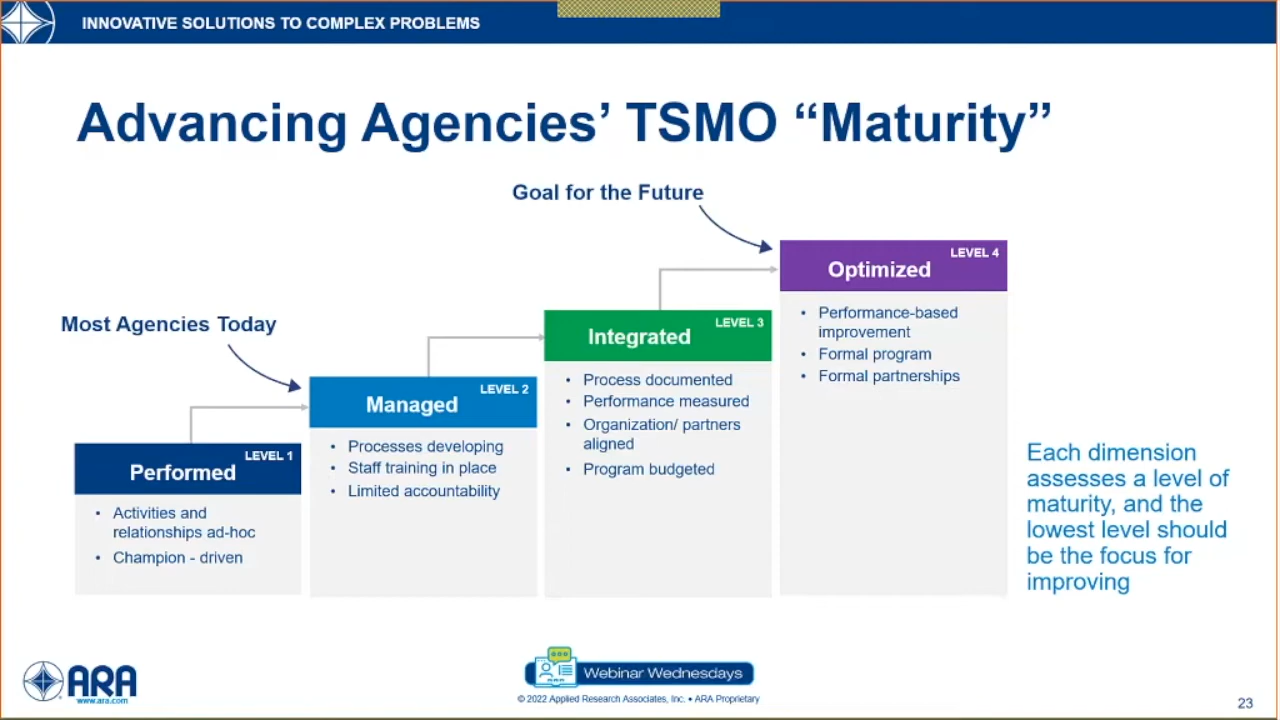 INNOVATIVE SOLUTIONS TO COMPLEX PROBLEMS
Advancing Agencies’ TSMO “Maturity”
Goal for the Future
Most Agencies Today
LEVEL 1
Performed
• Activities and
relationships ad-hoc
• Champion - driven
LEVEL 2
Managed
• Processes developing
• Staff training in place
• Limited accountability
LEVEL 3
Integrated
• Process documented
• Performance measured
• Organization/ partners
aligned
• Program budgeted
LEVEL 4
Optimized
• Performance-based
improvement
• Formal program
• Formal partnerships
Each dimension
assesses a level of
maturity, and the
lowest level should
be the focus for
improving
ARA
www.ara.com
Webinar Wednesdays
© 2022 Applied Research Associates, Inc. • ARA Proprietary
23